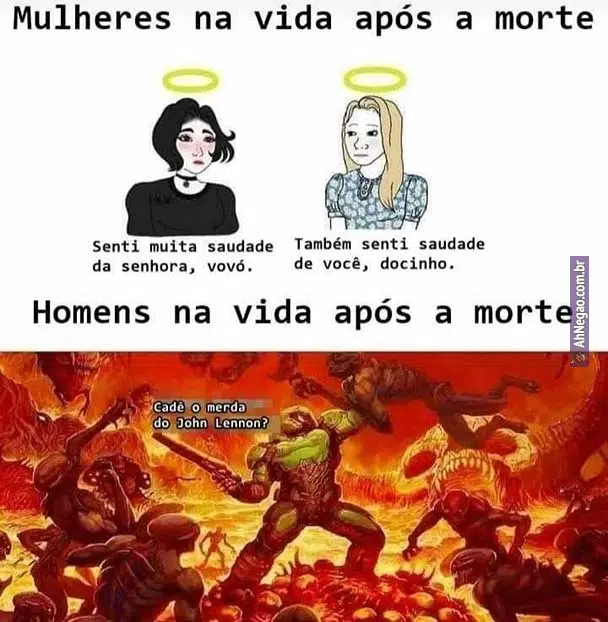 Mulheres na vida após a morte
Senti muita saudade
da senhora, vovó.
Também senti saudade
de você, docinho.
AhNegao.com.br
Homens na vida após a morte
Cadê o merda
do John Lennon?